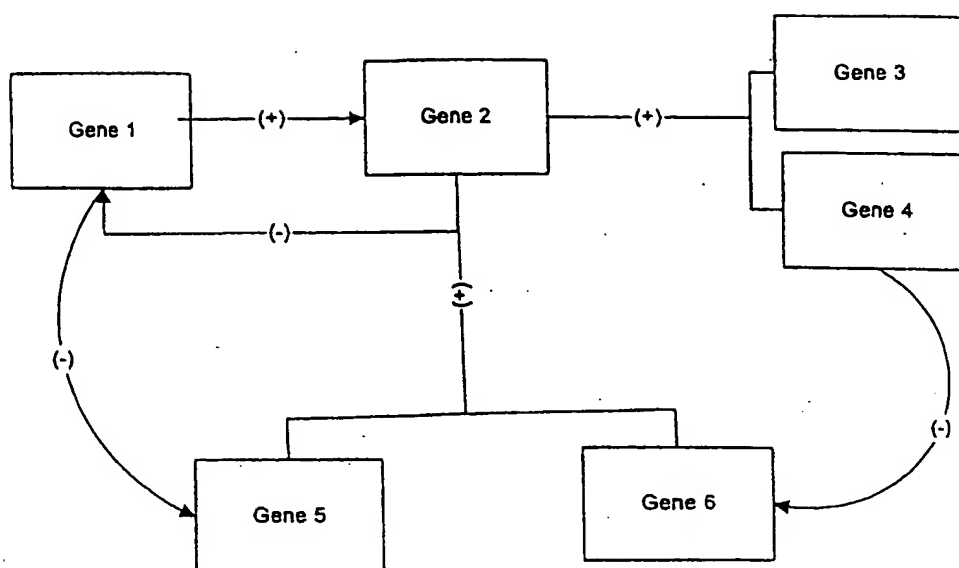 Gene 3
Gene 1
(+)
Gene 2
(+)
Gene 4
(-)
(+)
(-)
(-)
Gene 5
Gene 6